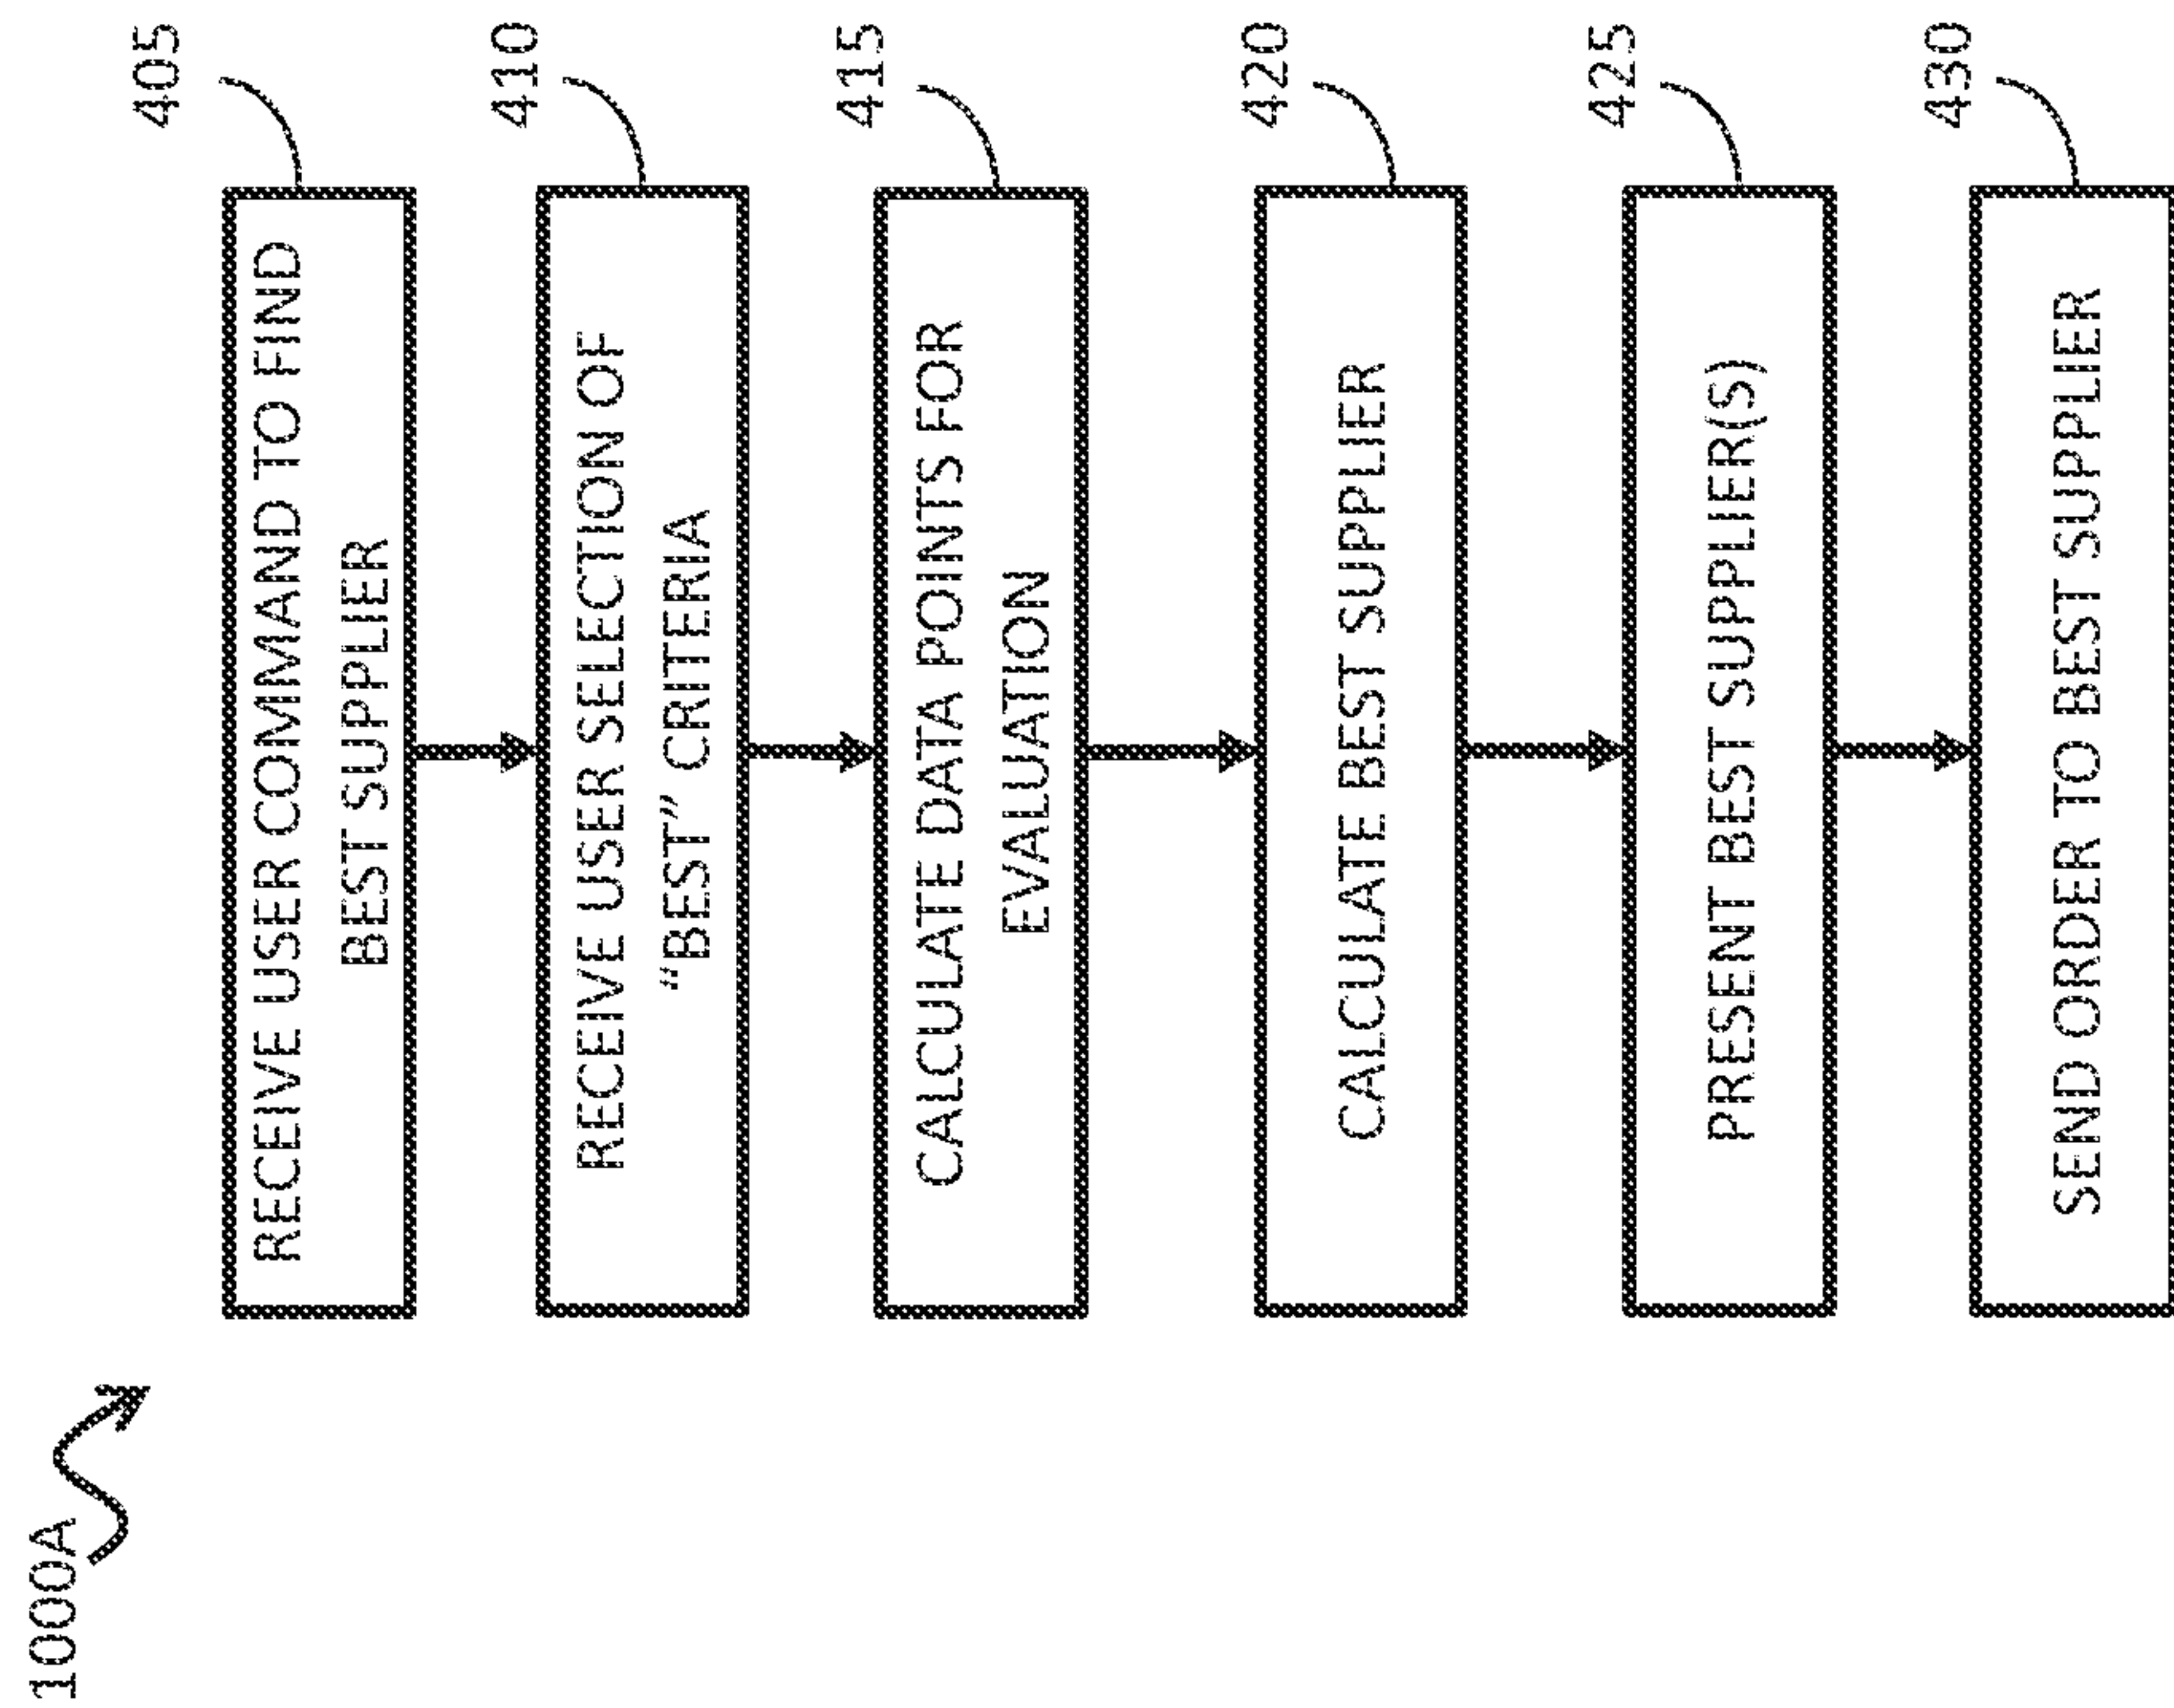 1000A
RECEIVE USER COMMAND TO FIND
BEST SUPPLIER
405
RECEIVE USER SELECTION OF
“BEST” CRITERIA
410
CALCULATE DATA POINTS FOR
EVALUATION
415
CALCULATE BEST SUPPLIER
420
PRESENT BEST SUPPLIER(S)
425
SEND ORDER TO BEST SUPPLIER
430